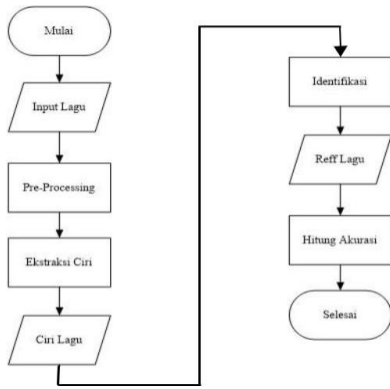 Mulai
Input Lagu
Pre-Processing
Ekstraksi Ciri
Ciri Lagu
Identifikasi
Reff Lagu
Hitung Akurasi
Selesai